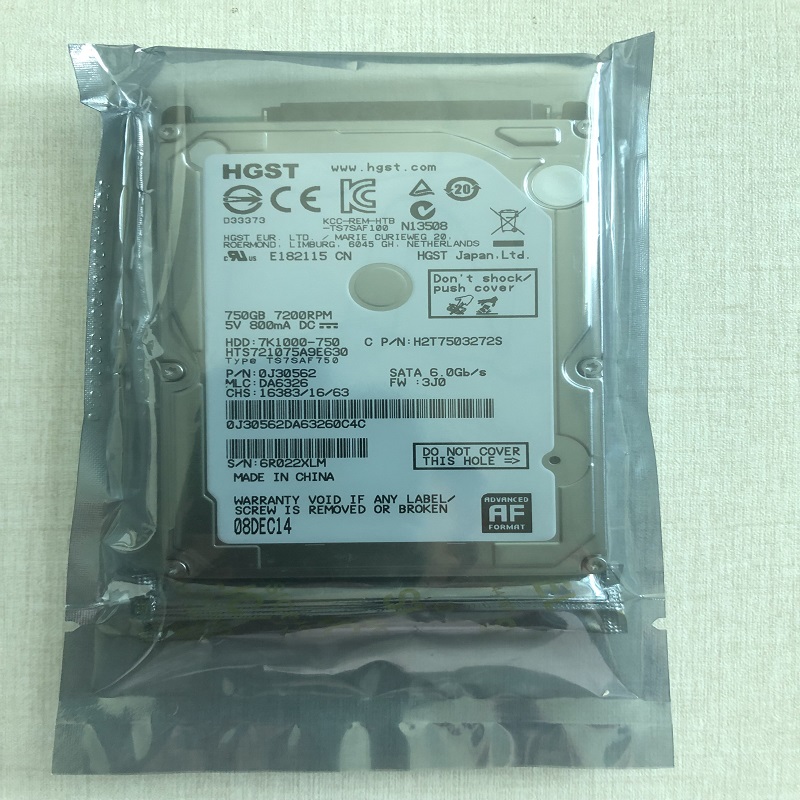 HGST www.hgst.com
CE KC 20
D33373 KCC-REM-HTB
-TS7SAF100 N13508
HGST EUR. LTD. / MARIE CURIEWEG 20,
ROERMOND, LIMBURG, 6045 GH, NETHERLANDS
E182115 CN HGST Japan,Ltd.
Don't shock/
push cover
750GB 7200RPM
5V 800mA DC
HDD:7K1000-750 C P/N:H2T7503272S
HTS721075A9E630
Type TS7SAF750
P/N:0J30562 SATA 6.0Gb/s
MLC:DA6326 FW :3J0
CHS:16383/16/63
0J30562DA63260C4C
S/N:6R022XLM
DO NOT COVER
THIS HOLE =>
MADE IN CHINA
WARRANTY VOID IF ANY LABEL/
SCREW IS REMOVED OR BROKEN
08DEC14
ADVANCED
AF
FORMAT